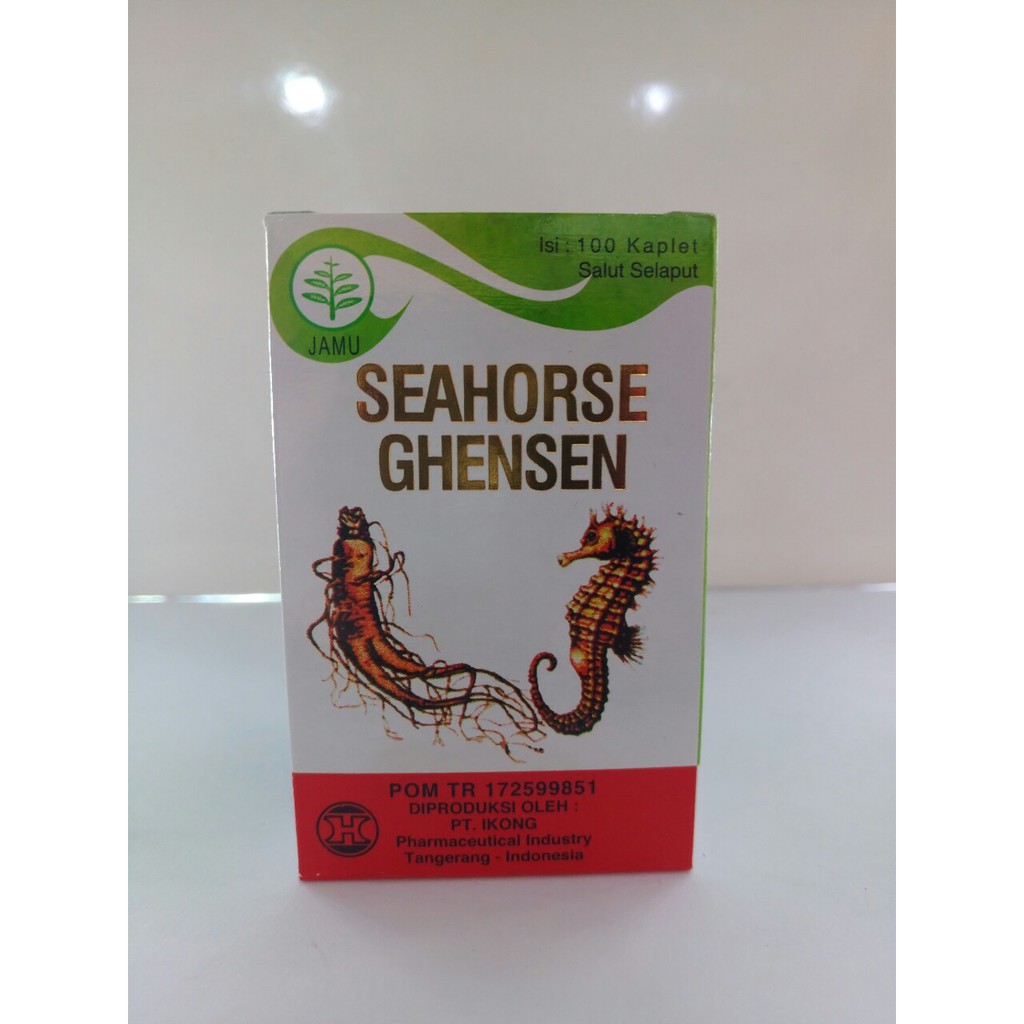 Isi : 100 Kaplet
Salut Selaput
JAMU
SEAHORSE
GHENSEN
POM TR 172599851
DIPRODUKSI OLEH :
PT. IKONG
Pharmaceutical Industry
Tangerang - Indonesia
H